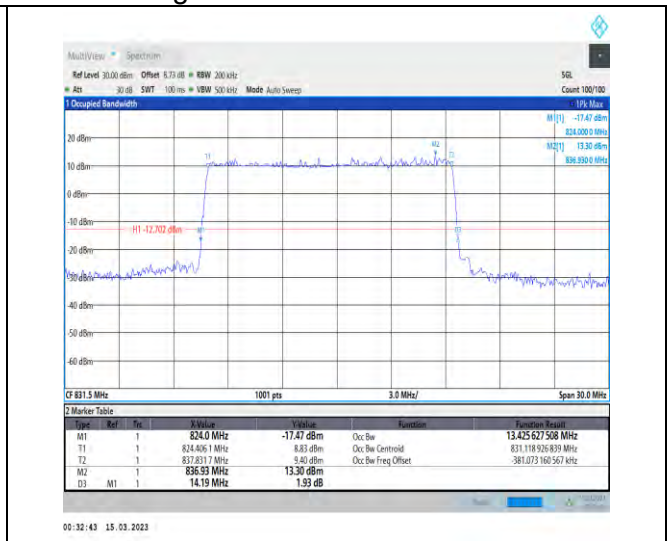 MultiView Spectrum
Ref Level 30.00 dBm Offset 8.73 dB RBW 200 kHz SGL
Att 30 dB SWT 100 ms VBW 500 kHz Mode Auto Sweep Count 100/100
1 Occupied Bandwidth 1Pk Max
M1[1] -17.47 dBm
824.000 0 MHz
M2[1] 13.30 dBm
836.930 0 MHz
20 dBm
M2
T1
T2
10 dBm
0 dBm
-10 dBm
H1 -12.702 dBm
M1
D3
-20 dBm
-30 dBm
-40 dBm
-50 dBm
-60 dBm
CF 831.5 MHz 1001 pts 3.0 MHz/ Span 30.0 MHz
2 Marker Table
Type Ref Trc X-Value Y-Value Function Function Result
M1 1 824.0 MHz -17.47 dBm Occ Bw 13.425 627 508 MHz
T1 1 824.406 1 MHz 8.83 dBm Occ Bw Centroid 831.118 926 839 MHz
T2 1 837.831 7 MHz 9.40 dBm Occ Bw Freq Offset -381.073 160 567 kHz
M2 1 836.93 MHz 13.30 dBm
D3 M1 1 14.19 MHz 1.93 dB
00:32:43 15.03.2023